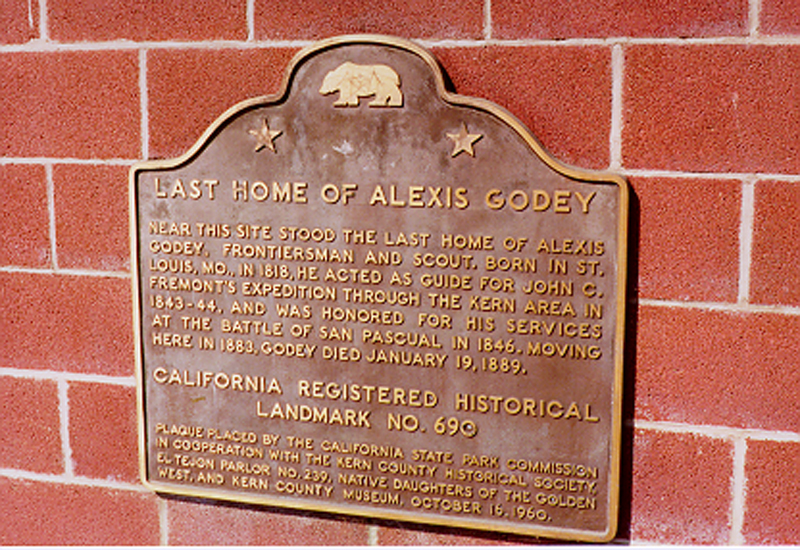 LAST HOME OF ALEXIS GODEY
NEAR THIS SITE STOOD THE LAST HOME OF ALEXIS
GODEY, FRONTIERSMAN AND SCOUT. BORN IN ST.
LOUIS, MO., IN 1818, HE ACTED AS GUIDE FOR JOHN C.
FREMONT'S EXPEDITION THROUGH THE KERN AREA IN
1843-44, AND WAS HONORED FOR HIS SERVICES
AT THE BATTLE OF SAN PASCUAL IN 1846. MOVING
HERE IN 1883, GODEY DIED JANUARY 19, 1889.
CALIFORNIA REGISTERED HISTORICAL
LANDMARK NO. 690
PLAQUE PLACED BY THE CALIFORNIA STATE PARK COMMISSION
IN COOPERATION WITH THE KERN COUNTY HISTORICAL SOCIETY,
EL TEJON PARLOR NO. 239, NATIVE DAUGHTERS OF THE GOLDEN
WEST, AND KERN COUNTY MUSEUM, OCTOBER 16, 1960.